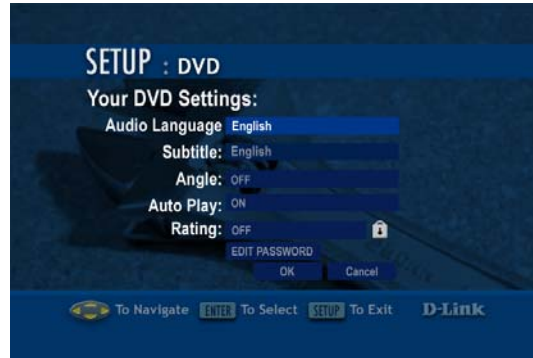 SETUP : DVD
Your DVD Settings:
Audio Language English
Subtitle: English
Angle: OFF
Auto Play: ON
Rating: OFF
EDIT PASSWORD
OK Cancel
To Navigate ENTER To Select SETUP To Exit D-Link